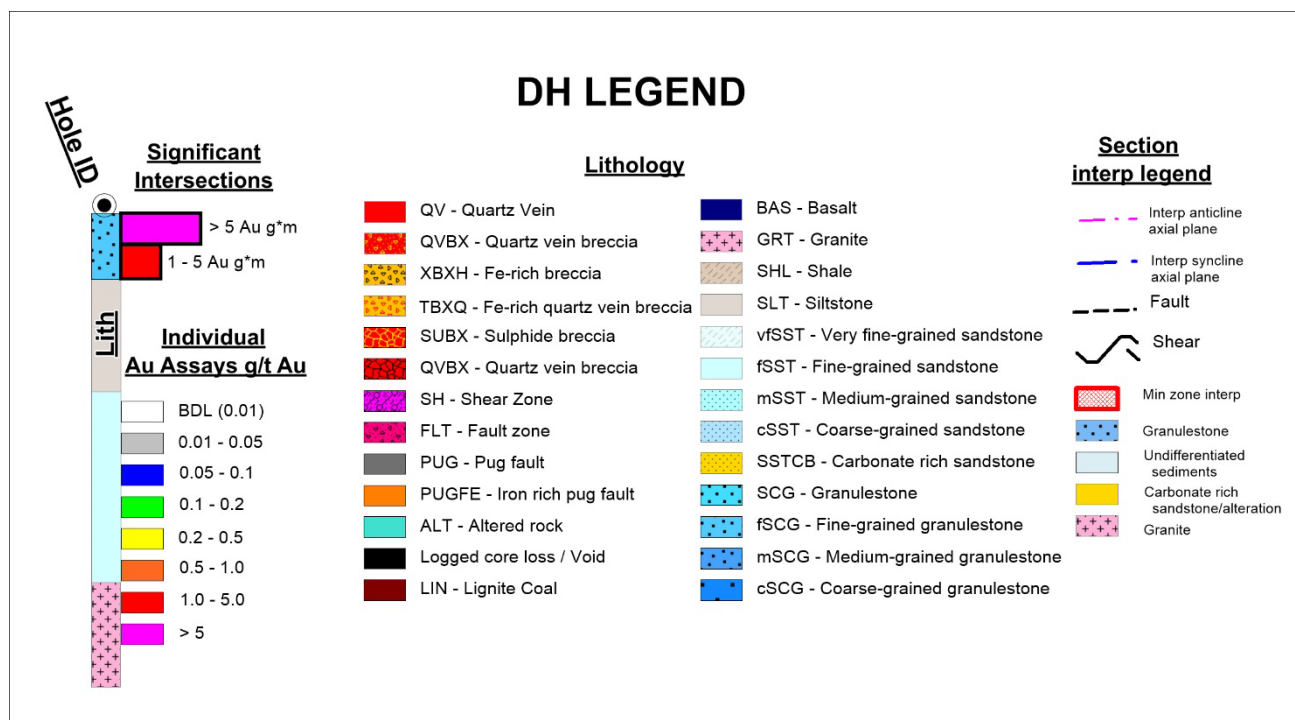 DH LEGEND
Hole ID
Significant
Intersections
> 5 Au g*m
1 - 5 Au g*m
Lith
Individual
Au Assays g/t Au
BDL (0.01)
0.01 - 0.05
0.05 - 0.1
0.1 - 0.2
0.2 - 0.5
0.5 - 1.0
1.0 - 5.0
> 5
Lithology
QV - Quartz Vein
QVBX - Quartz vein breccia
XBXH - Fe-rich breccia
TBXQ - Fe-rich quartz vein breccia
SUBX - Sulphide breccia
QVBX - Quartz vein breccia
SH - Shear Zone
FLT - Fault zone
PUG - Pug fault
PUGFE - Iron rich pug fault
ALT - Altered rock
Logged core loss / Void
LIN - Lignite Coal
BAS - Basalt
GRT - Granite
SHL - Shale
SLT - Siltstone
vfSST - Very fine-grained sandstone
fSST - Fine-grained sandstone
mSST - Medium-grained sandstone
cSST - Coarse-grained sandstone
SSTCB - Carbonate rich sandstone
SCG - Granulestone
fSCG - Fine-grained granulestone
mSCG - Medium-grained granulestone
cSCG - Coarse-grained granulestone
Section
interp legend
Interp anticline
axial plane
Interp syncline
axial plane
Fault
Shear
Min zone interp
Granulestone
Undifferentiated
sediments
Carbonate rich
sandstone/alteration
Granite